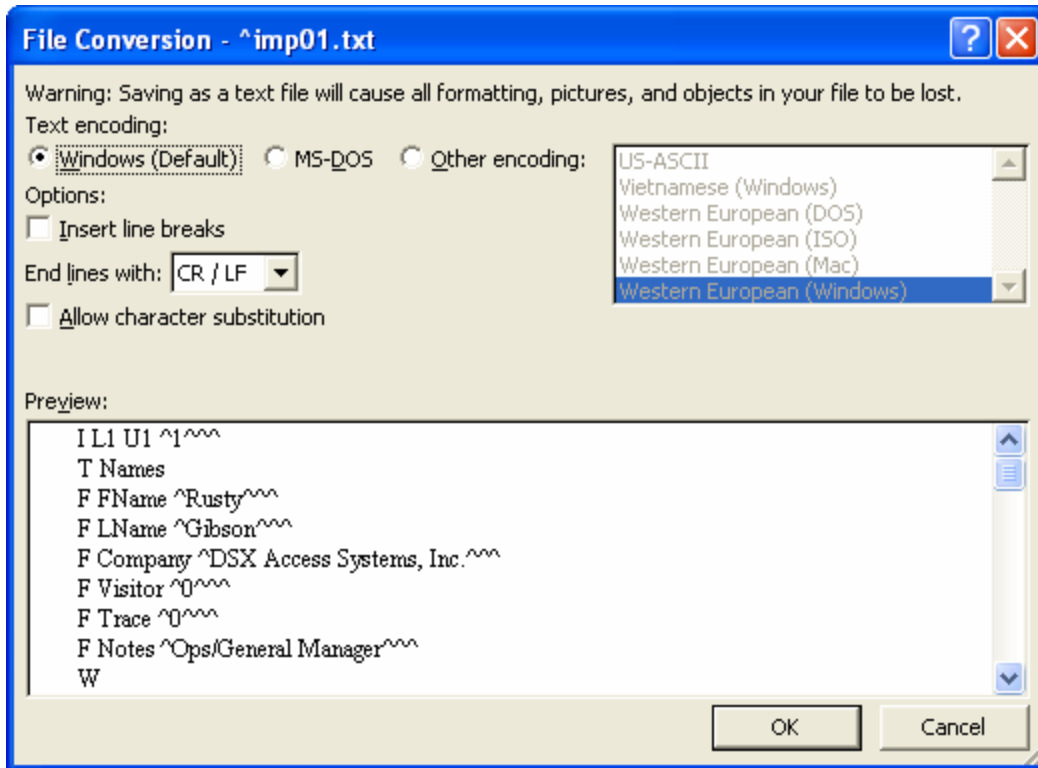 File Conversion - ^imp01.txt
Warning: Saving as a text file will cause all formatting, pictures, and objects in your file to be lost.
Text encoding:
Windows (Default) MS-DOS Other encoding:
US-ASCII
Vietnamese (Windows)
Western European (DOS)
Western European (ISO)
Western European (Mac)
Western European (Windows)
Options:
Insert line breaks
End lines with: CR / LF
Allow character substitution
Preview:
I L1 U1 ^1^^^
T Names
F FName ^Rusty^^^
F LName ^Gibson^^^
F Company ^DSX Access Systems, Inc.^^^
F Visitor ^0^^^
F Trace ^0^^^
F Notes ^Ops/General Manager^^^
W
OK Cancel